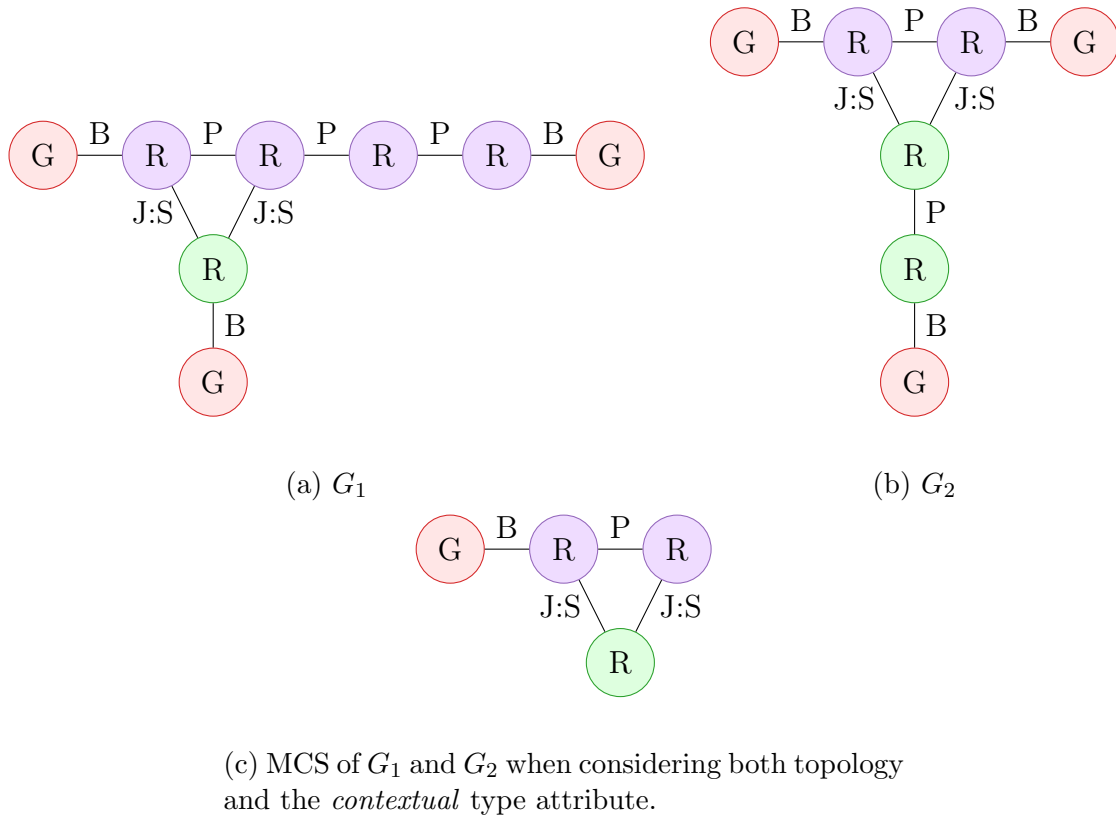 G B R P R B G
J:S J:S
R
P
R
B
G
(b) G₂
G B R P R P R P R B G
J:S J:S
R
B
G
(a) G₁
G B R P R
J:S J:S
R
(c) MCS of G₁ and G₂ when considering both topology
and the contextual type attribute.